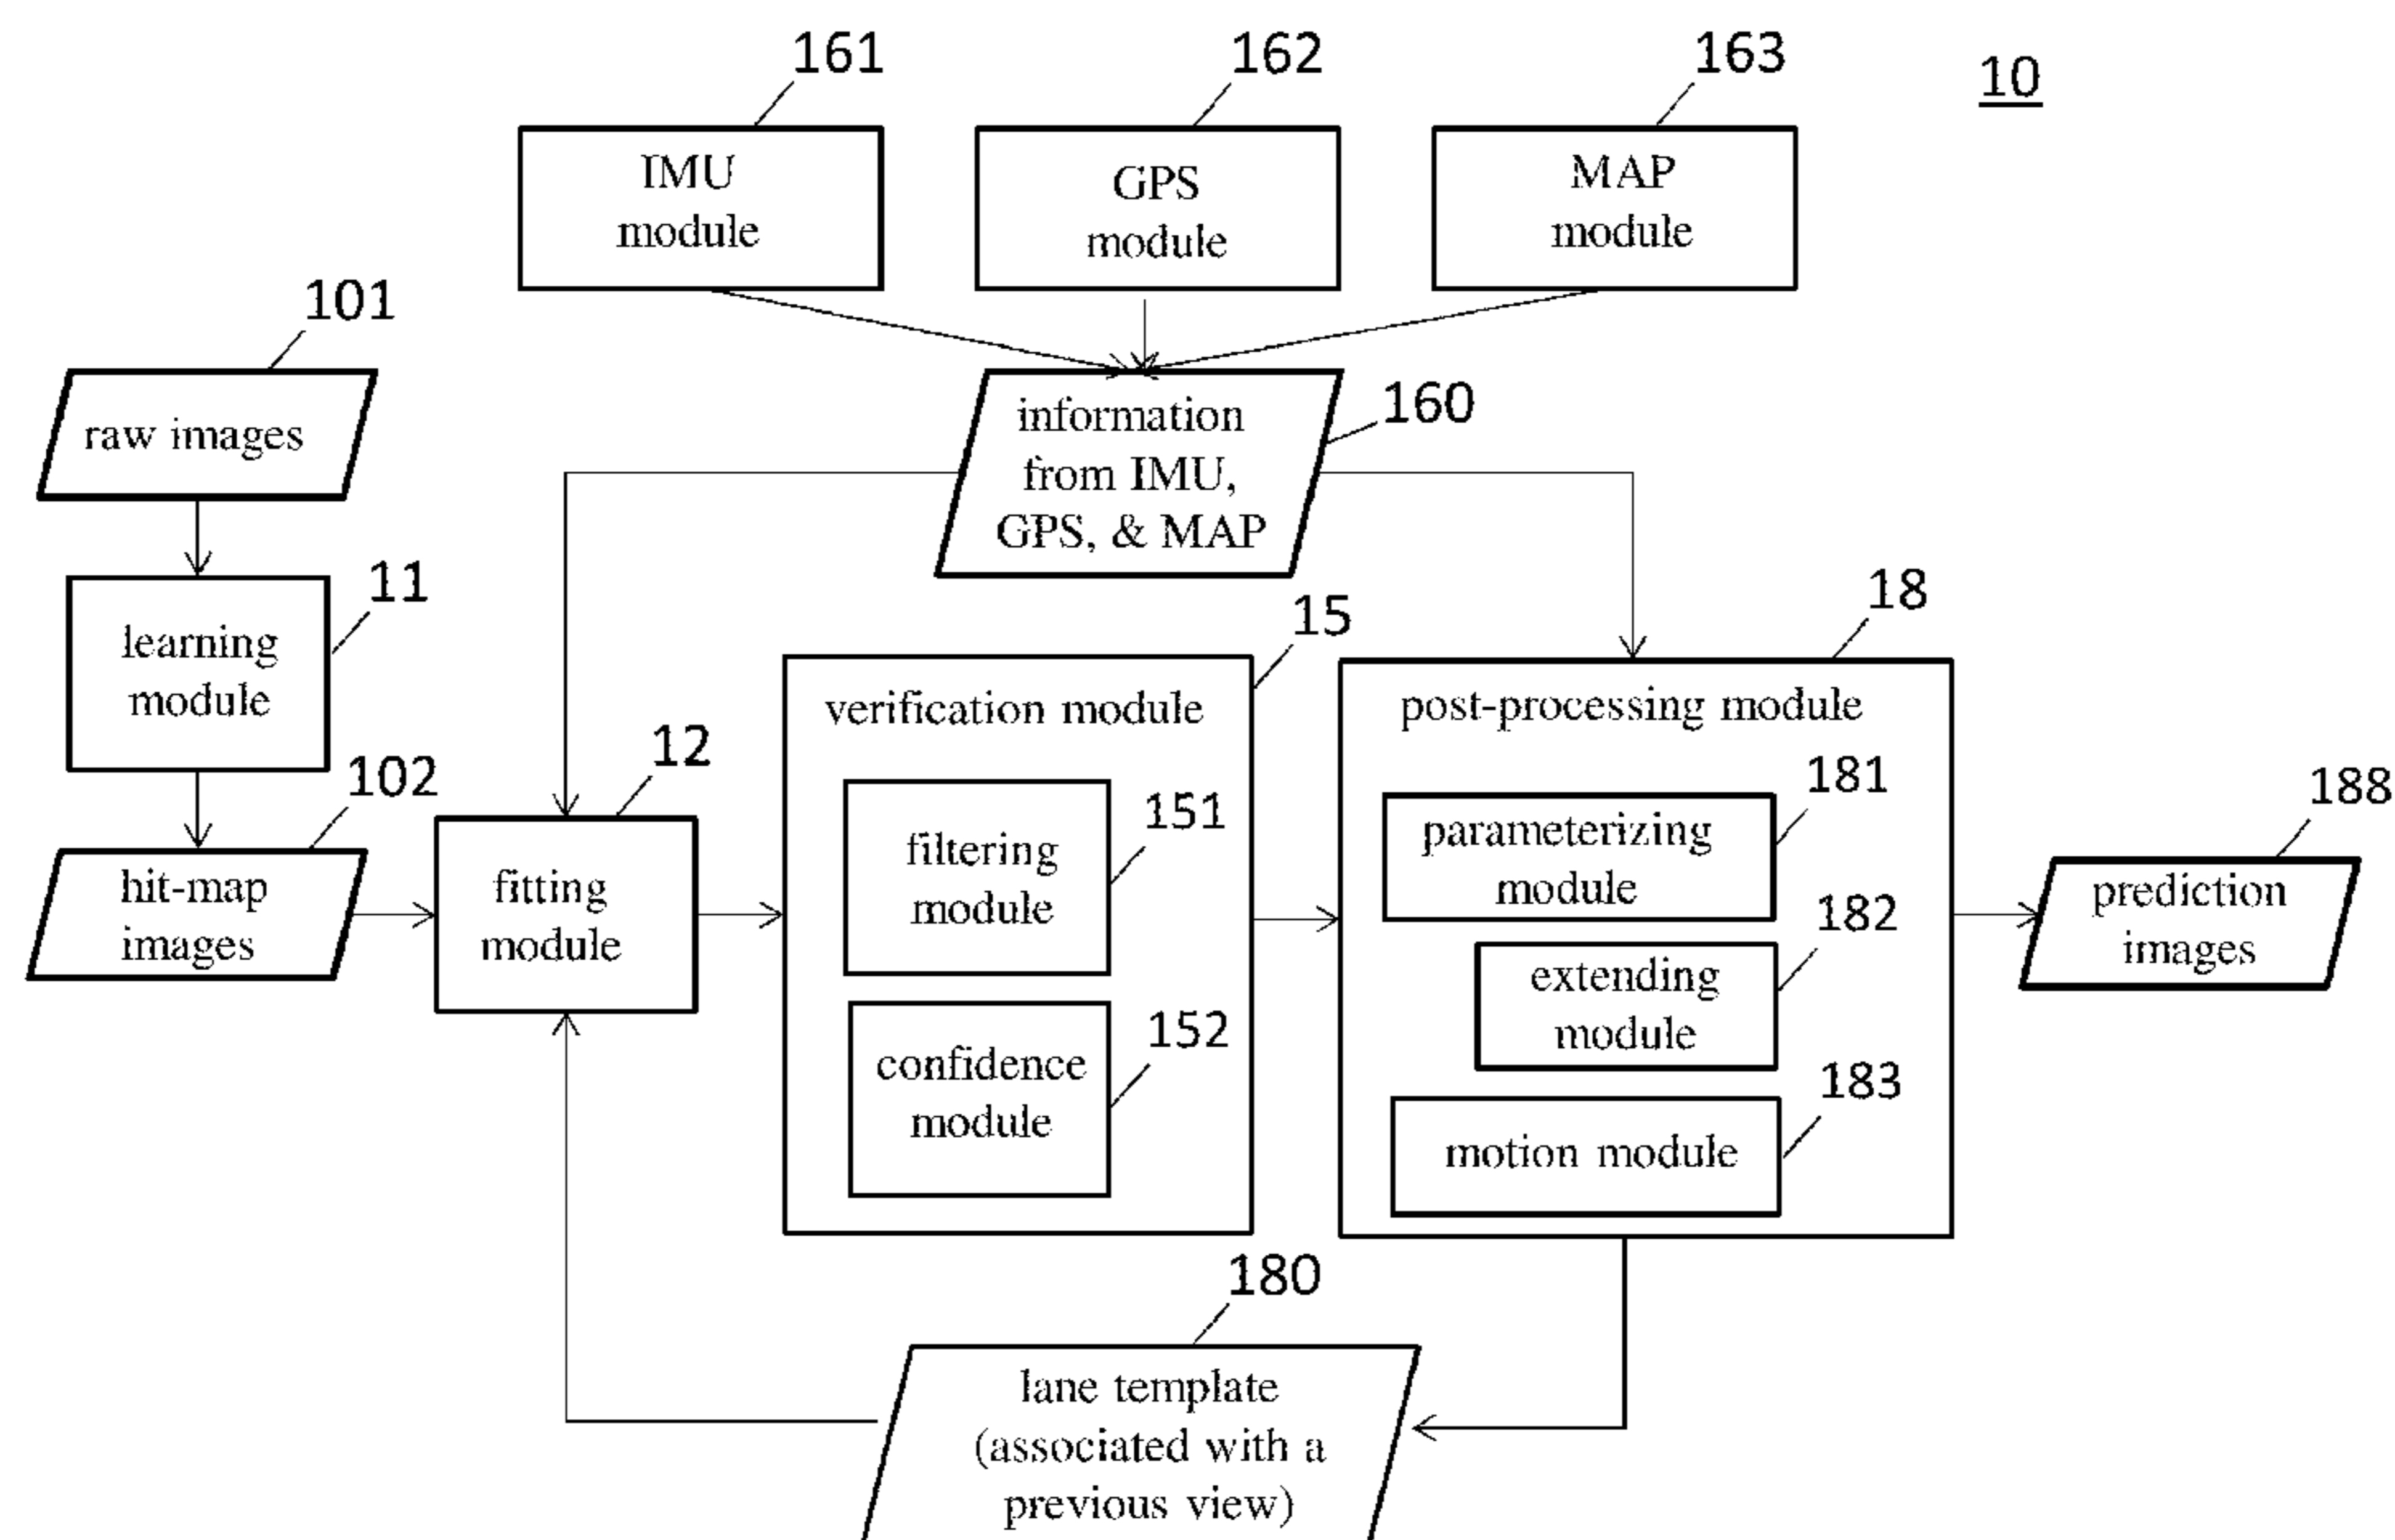 161
162
163
10
IMU
module
GPS
module
MAP
module
101
raw images
160
information
from IMU,
GPS, & MAP
11
learning
module
15
18
12
102
hit-map
images
fitting
module
verification module
151
filtering
module
152
confidence
module
post-processing module
181
parameterizing
module
182
extending
module
183
motion module
188
prediction
images
180
lane template
(associated with a
previous view)